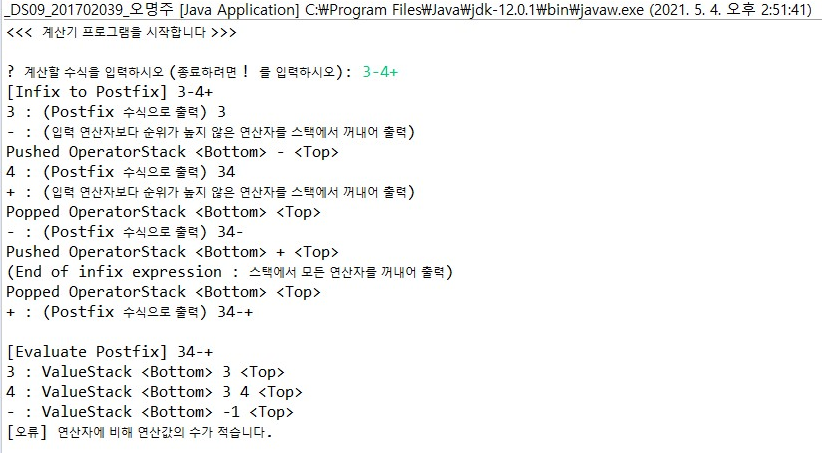 _DS09_201702039_오명주 [Java Application] C:₩Program Files₩Java₩jdk-12.0.1₩bin₩javaw.exe (2021. 5. 4. 오후 2:51:41)
<<< 계산기 프로그램을 시작합니다 >>>
? 계산할 수식을 입력하시오 (종료하려면 ! 를 입력하시오): 3-4+
[Infix to Postfix] 3-4+
3 : (Postfix 수식으로 출력) 3
- : (입력 연산자보다 순위가 높지 않은 연산자를 스택에서 꺼내어 출력)
Pushed OperatorStack <Bottom> - <Top>
4 : (Postfix 수식으로 출력) 34
+ : (입력 연산자보다 순위가 높지 않은 연산자를 스택에서 꺼내어 출력)
Popped OperatorStack <Bottom> <Top>
- : (Postfix 수식으로 출력) 34-
Pushed OperatorStack <Bottom> + <Top>
(End of infix expression : 스택에서 모든 연산자를 꺼내어 출력)
Popped OperatorStack <Bottom> <Top>
+ : (Postfix 수식으로 출력) 34-+
[Evaluate Postfix] 34-+
3 : ValueStack <Bottom> 3 <Top>
4 : ValueStack <Bottom> 3 4 <Top>
- : ValueStack <Bottom> -1 <Top>
[오류] 연산자에 비해 연산값의 수가 적습니다.